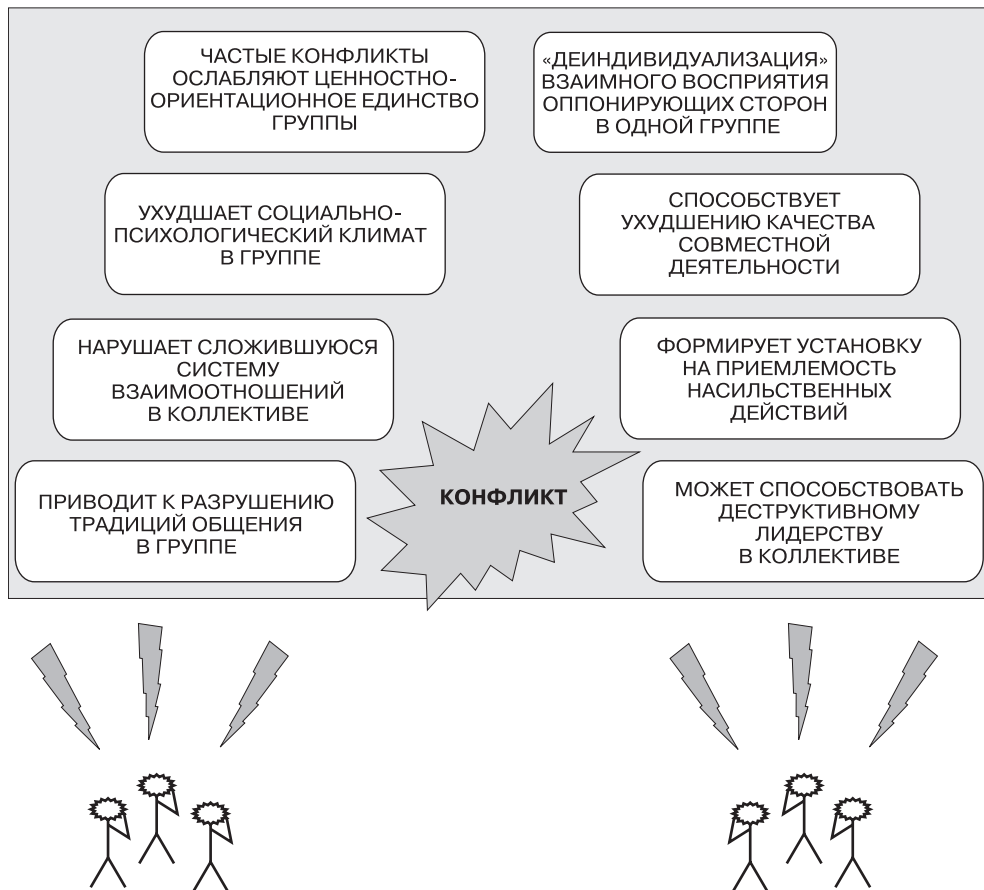 ЧАСТЫЕ КОНФЛИКТЫ
ОСЛАБЛЯЮТ ЦЕННОСТНО-
ОРИЕНТАЦИОННОЕ ЕДИНСТВО
ГРУППЫ
«ДЕИНДИВИДУАЛИЗАЦИЯ»
ВЗАИМНОГО ВОСПРИЯТИЯ
ОППОНИРУЮЩИХ СТОРОН
В ОДНОЙ ГРУППЕ
УХУДШАЕТ СОЦИАЛЬНО-
ПСИХОЛОГИЧЕСКИЙ КЛИМАТ
В ГРУППЕ
СПОСОБСТВУЕТ
УХУДШЕНИЮ КАЧЕСТВА
СОВМЕСТНОЙ
ДЕЯТЕЛЬНОСТИ
НАРУШАЕТ СЛОЖИВШУЮСЯ
СИСТЕМУ
ВЗАИМООТНОШЕНИЙ
В КОЛЛЕКТИВЕ
ФОРМИРУЕТ УСТАНОВКУ
НА ПРИЕМЛЕМОСТЬ
НАСИЛЬСТВЕННЫХ
ДЕЙСТВИЙ
ПРИВОДИТ К РАЗРУШЕНИЮ
ТРАДИЦИЙ ОБЩЕНИЯ
В ГРУППЕ
КОНФЛИКТ
МОЖЕТ СПОСОБСТВОВАТЬ
ДЕСТРУКТИВНОМУ
ЛИДЕРСТВУ
В КОЛЛЕКТИВЕ